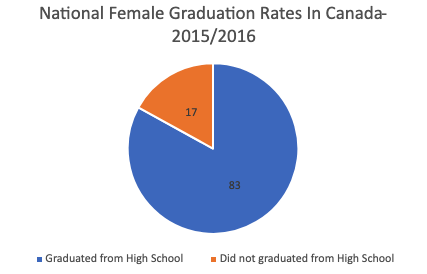 National Female Graduation Rates In Canada-
2015/2016
17
83
Graduated from High School
Did not graduated from High School